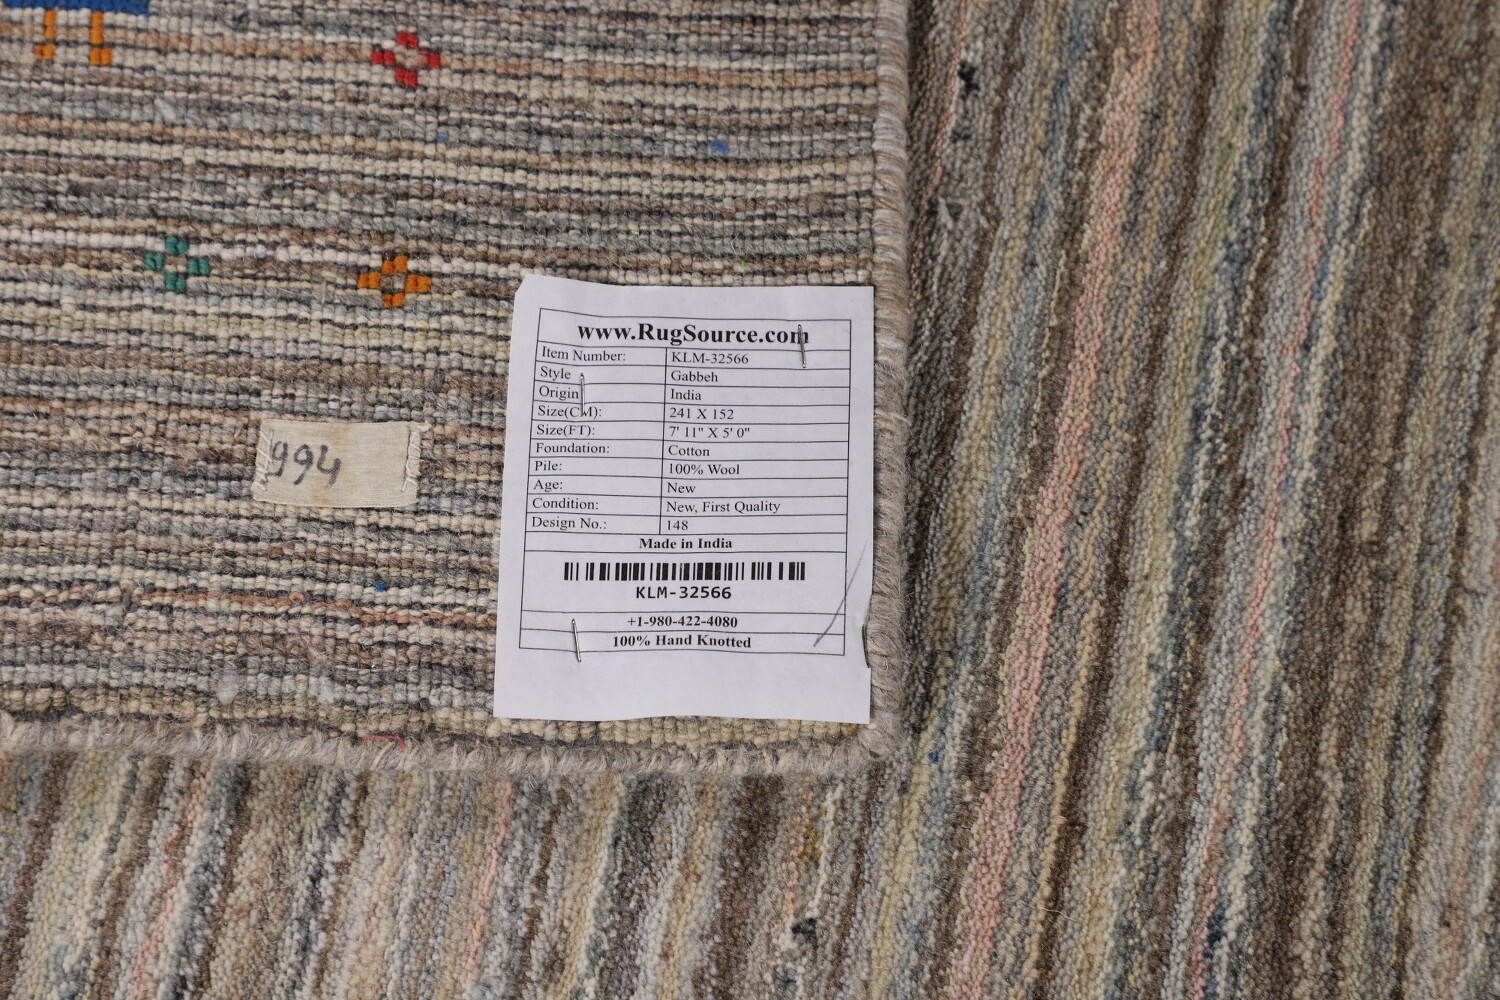 www.RugSource.com
Item Number: KLM-32566
Style Gabbeh
Origin India
Size(CM): 241 X 152
Size(FT): 7' 11" X 5' 0"
Foundation: Cotton
Pile: 100% Wool
Age: New
Condition: New, First Quality
Design No.: 148
Made in India
KLM-32566
+1-980-422-4080
100% Hand Knotted
994